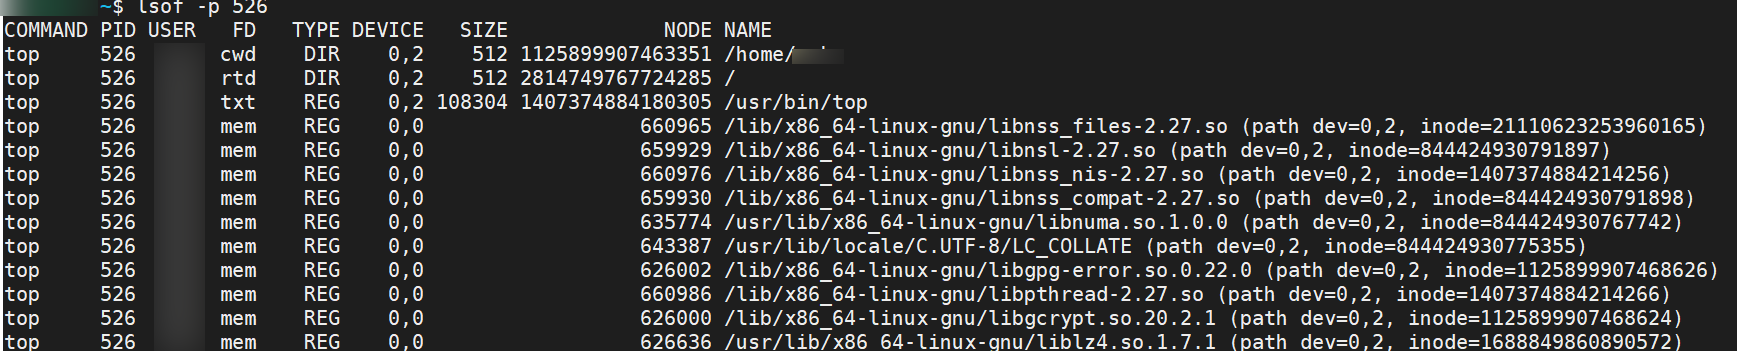 ~$ lsof -p 526
COMMAND PID USER FD TYPE DEVICE SIZE NODE NAME
top 526 cwd DIR 0,2 512 1125899907463351 /home/
top 526 rtd DIR 0,2 512 2814749767724285 /
top 526 txt REG 0,2 108304 1407374884180305 /usr/bin/top
top 526 mem REG 0,0 660965 /lib/x86_64-linux-gnu/libnss_files-2.27.so (path dev=0,2, inode=21110623253960165)
top 526 mem REG 0,0 659929 /lib/x86_64-linux-gnu/libnsl-2.27.so (path dev=0,2, inode=844424930791897)
top 526 mem REG 0,0 660976 /lib/x86_64-linux-gnu/libnss_nis-2.27.so (path dev=0,2, inode=1407374884214256)
top 526 mem REG 0,0 659930 /lib/x86_64-linux-gnu/libnss_compat-2.27.so (path dev=0,2, inode=844424930791898)
top 526 mem REG 0,0 635774 /usr/lib/x86_64-linux-gnu/libnuma.so.1.0.0 (path dev=0,2, inode=844424930767742)
top 526 mem REG 0,0 643387 /usr/lib/locale/C.UTF-8/LC_COLLATE (path dev=0,2, inode=844424930775355)
top 526 mem REG 0,0 626002 /lib/x86_64-linux-gnu/libgpg-error.so.0.22.0 (path dev=0,2, inode=1125899907468626)
top 526 mem REG 0,0 660986 /lib/x86_64-linux-gnu/libpthread-2.27.so (path dev=0,2, inode=1407374884214266)
top 526 mem REG 0,0 626000 /lib/x86_64-linux-gnu/libgcrypt.so.20.2.1 (path dev=0,2, inode=1125899907468624)
top 526 mem REG 0,0 626636 /usr/lib/x86_64-linux-gnu/liblz4.so.1.7.1 (path dev=0,2, inode=1688849860890572)